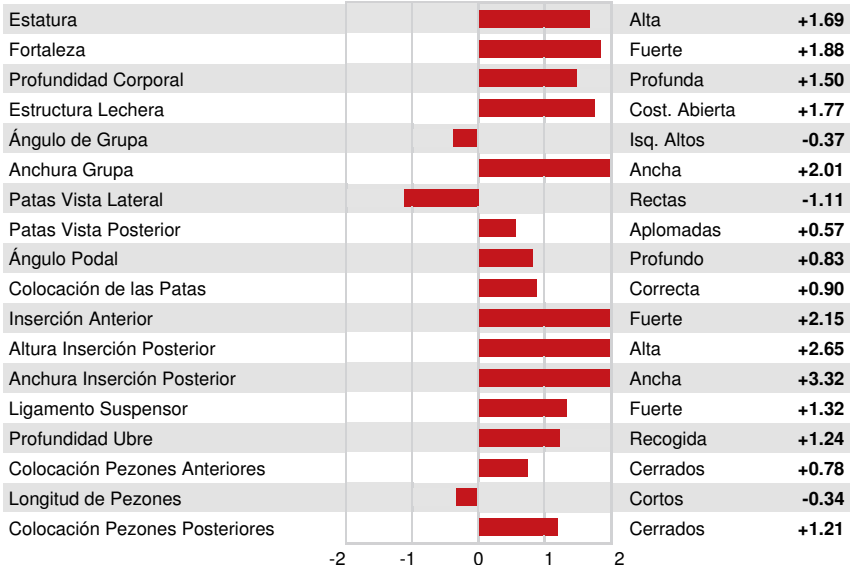 Estatura Alta +1.69
Fortaleza Fuerte +1.88
Profundidad Corporal Profunda +1.50
Estructura Lechera Cost. Abierta +1.77
Ángulo de Grupa Isq. Altos -0.37
Anchura Grupa Ancha +2.01
Patas Vista Lateral Rectas -1.11
Patas Vista Posterior Aplomadas +0.57
Ángulo Podal Profundo +0.83
Colocación de las Patas Correcta +0.90
Inserción Anterior Fuerte +2.15
Altura Inserción Posterior Alta +2.65
Anchura Inserción Posterior Ancha +3.32
Ligamento Suspensor Fuerte +1.32
Profundidad Ubre Recogida +1.24
Colocación Pezones Anteriores Cerrados +0.78
Longitud de Pezones Cortos -0.34
Colocación Pezones Posteriores Cerrados +1.21
-2 -1 0 1 2